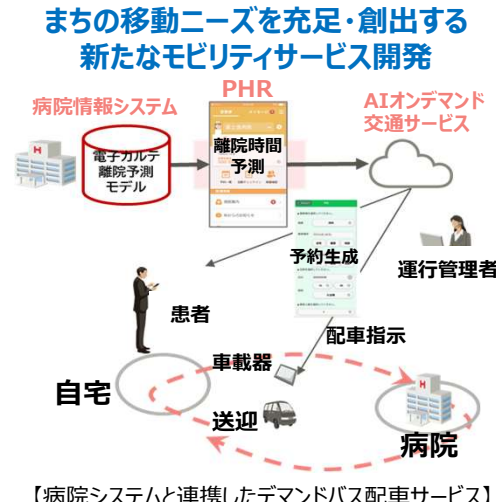 まちの移動ニーズを充足・創出する
新たなモビリティサービス開発
PHR
病院情報システム
AIオンデマンド
交通サービス
H
電子カルテ
離院予測
モデル
離院時間
予測
予約生成
運行管理者
患者
配車指示
車載器
自宅
送迎
H
病院
【病院システムと連携したデマンドバス配車サービス】